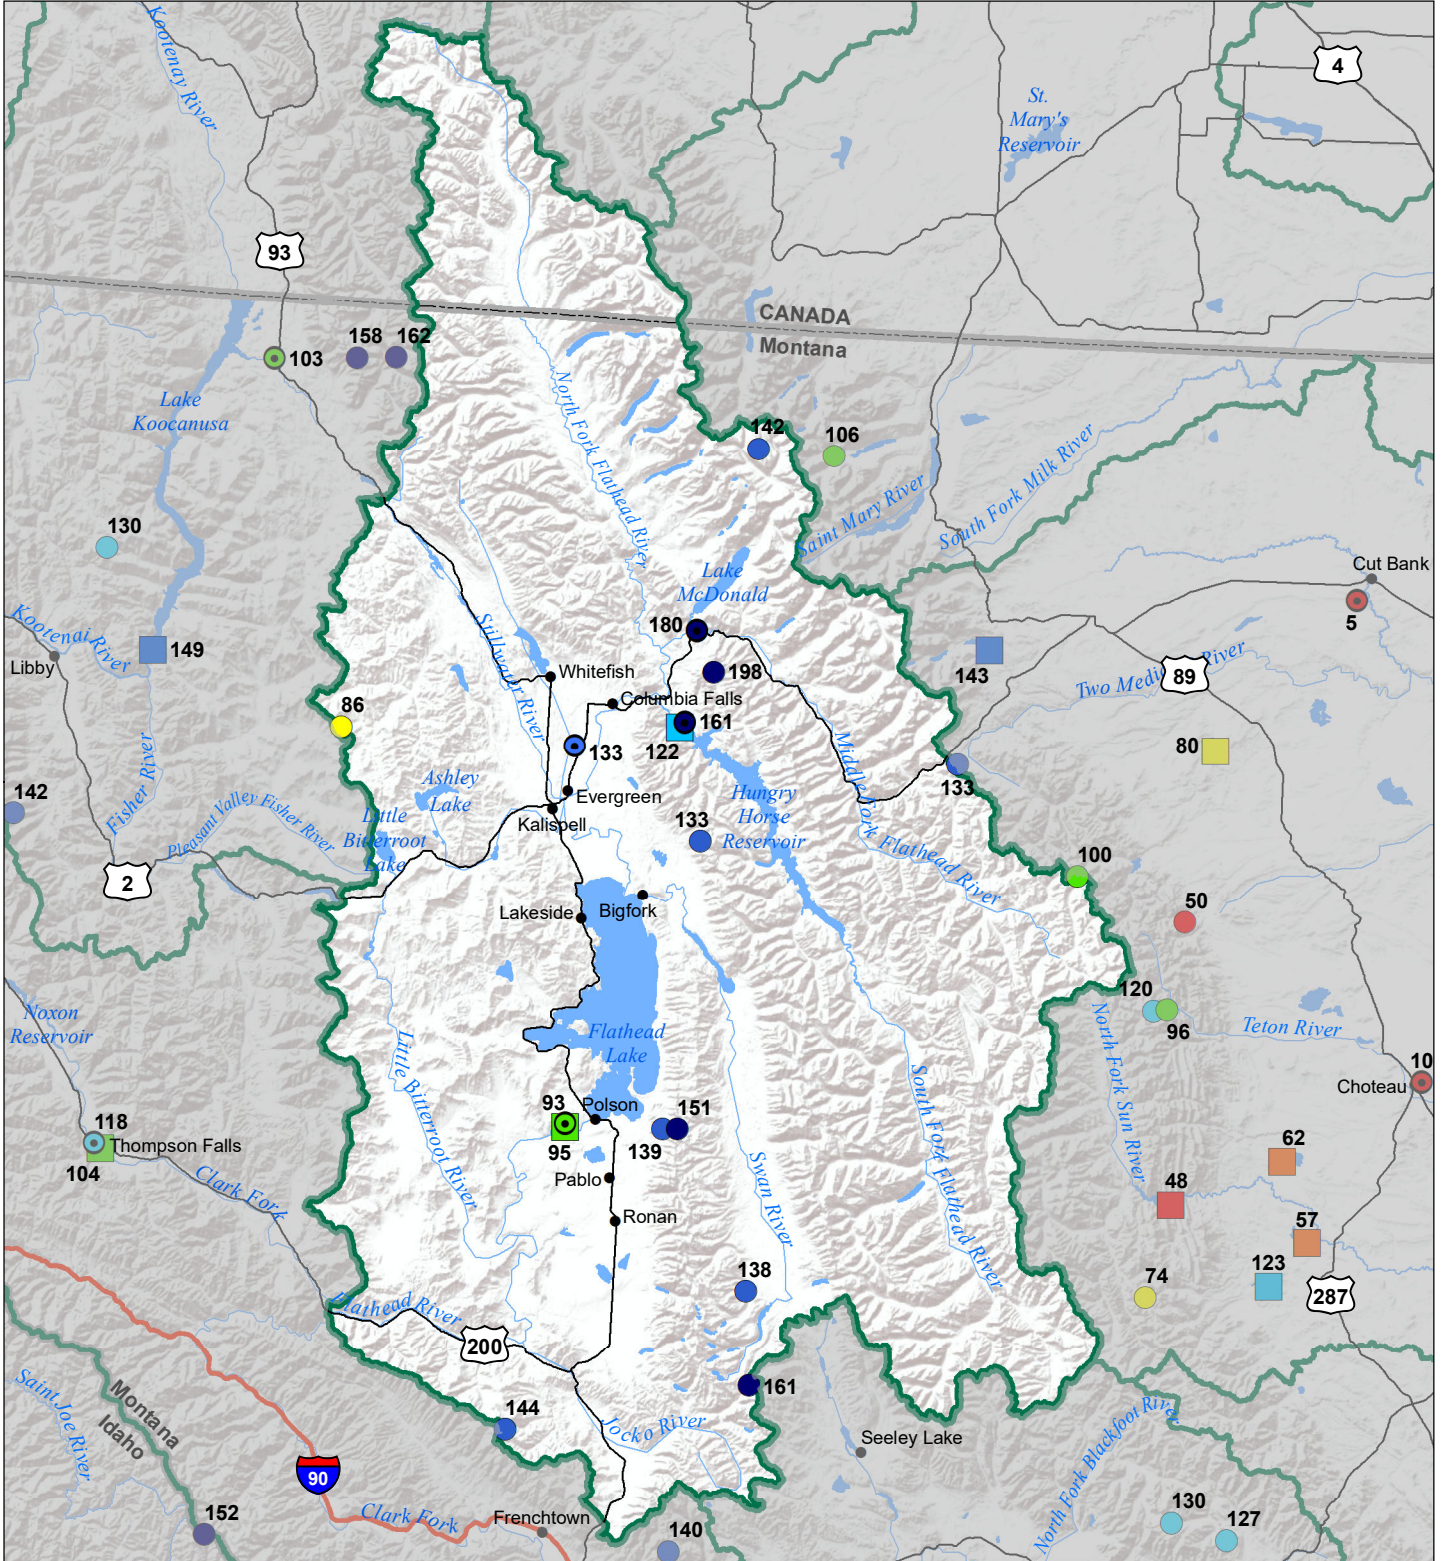 Kootenay River
4
St.
Mary's
Reservoir
93
CANADA
Montana
103
158
162
Lake
Koocanusa
North Fork Flathead River
142
106
Saint Mary River
South Fork Milk River
130
Cut Bank
5
Lake
McDonald
Kootenai River
Libby
149
Stillwater River
180
198
143
Two Medicine River
89
Whitefish
Columbia Falls
86
161
122
133
80
Fisher River
142
Ashley
Lake
Evergreen
Kalispell
Little
Bitterroot
Lake
Pleasant Valley Fisher River
2
133
Hungry
Horse
Reservoir
Middle Fork Flathead River
133
100
50
Lakeside
Bigfork
Noxon
Reservoir
120
96
Teton River
North Fork Sun River
Flathead
Lake
Little Bitterroot River
10
Choteau
93
95
Polson
139
151
118
Thompson Falls
104
Clark Fork
Pablo
Ronan
Swan River
South Fork Flathead River
62
48
57
123
74
287
138
Flathead River
200
161
144
Jocko River
Seeley Lake
Montana
Idaho
Saint Joe River
90
Clark Fork
Frenchtown
152
140
North Fork Blackfoot River
130
127